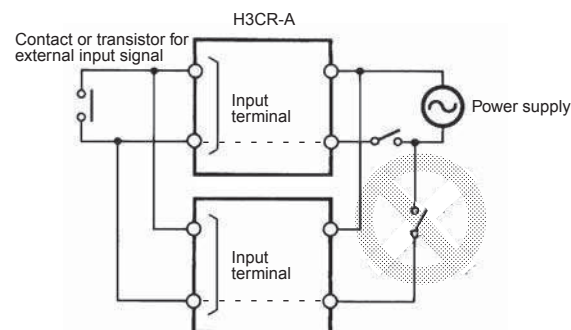 H3CR-A
Contact or transistor for
external input signal
Input
terminal
Power supply
Input
terminal